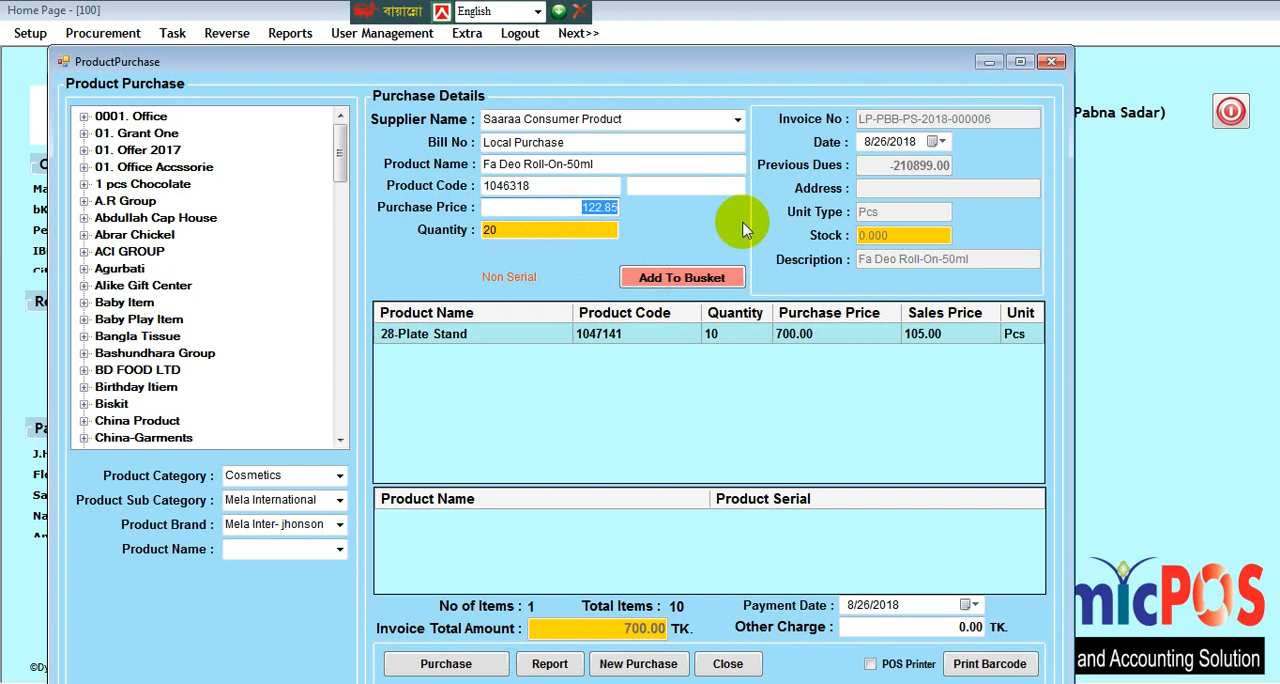 Home Page - [100]
বায়ান্নো
English
Setup Procurement Task Reverse Reports User Management Extra Logout Next>>
ProductPurchase
Product Purchase
0001. Office
01. Grant One
01. Offer 2017
01. Office Accssorie
1 pcs Chocolate
A.R Group
Abdullah Cap House
Abrar Chickel
ACI GROUP
Agurbati
Alike Gift Center
Baby Item
Baby Play Item
Bangla Tissue
Bashundhara Group
BD FOOD LTD
Birthday Itiem
Biskit
China Product
China-Garments
Product Category : Cosmetics
Product Sub Category : Mela International
Product Brand : Mela Inter- jhonson
Product Name :
Purchase Details
Supplier Name : Saaraa Consumer Product
Bill No : Local Purchase
Product Name : Fa Deo Roll-On-50ml
Product Code : 1046318
Purchase Price : 122.85
Quantity : 20
Non Serial Add To Busket
Invoice No : LP-PBB-PS-2018-000006
Date : 8/26/2018
Previous Dues : -210899.00
Address :
Unit Type : Pcs
Stock : 0.000
Description : Fa Deo Roll-On-50ml
Product Name Product Code Quantity Purchase Price Sales Price Unit
28-Plate Stand 1047141 10 700.00 105.00 Pcs
Product Name Product Serial
No of Items : 1 Total Items : 10 Payment Date : 8/26/2018
Invoice Total Amount : 700.00 TK. Other Charge : 0.00 TK.
Purchase Report New Purchase Close POS Printer Print Barcode
Pabna Sadar)
micPOS
and Accounting Solution